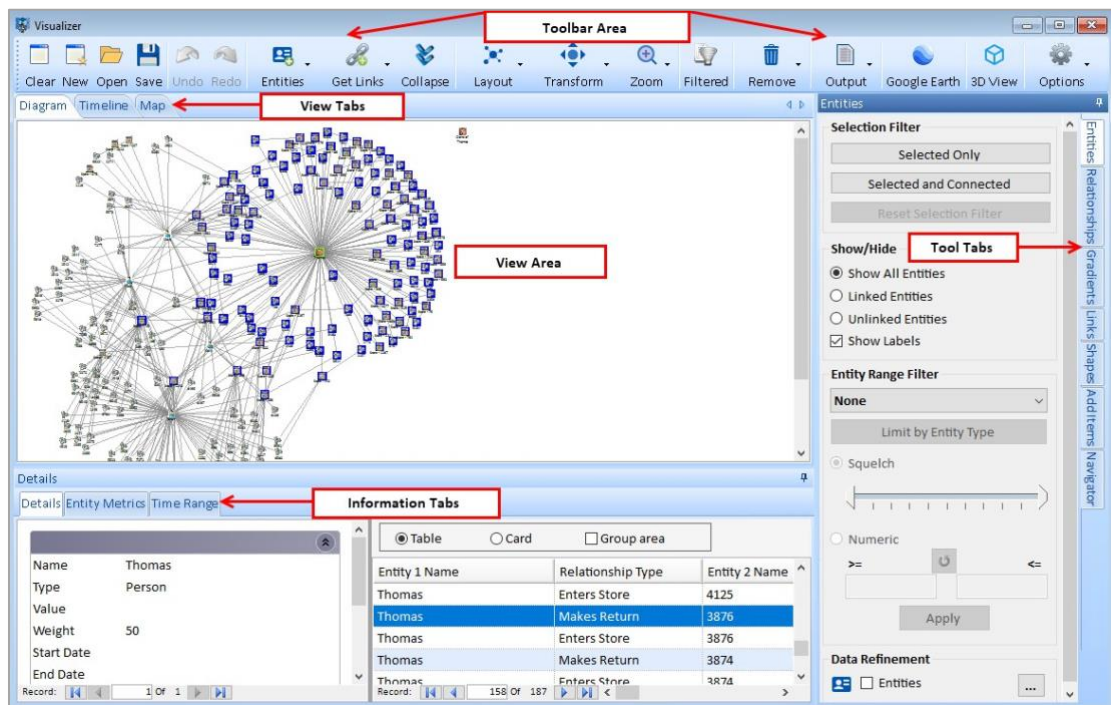 Visualizer
Toolbar Area
Clear New Open Save Undo Redo Entities Get Links Collapse Layout Transform Zoom Filtered Remove Output Google Earth 3D View Options
Diagram Timeline Map
View Tabs
Entities
Selection Filter
Selected Only
Selected and Connected
Reset Selection Filter
Show/Hide
Tool Tabs
Show All Entities
Linked Entities
Unlinked Entities
Show Labels
Entity Range Filter
None
Limit by Entity Type
Squelch
Numeric
>= <=
Apply
Data Refinement
Entities ...
Entities Relationships Gradients Links Shapes Add Items Navigator
View Area
Details
Details Entity Metrics Time Range
Information Tabs
Name Thomas
Type Person
Value
Weight 50
Start Date
End Date
Record: 1 Of 1
Table Card Group area
Entity 1 Name Relationship Type Entity 2 Name
Thomas Enters Store 4125
Thomas Makes Return 3876
Thomas Enters Store 3876
Thomas Makes Return 3874
Thomas Enters Store 3874
Record: 158 Of 187